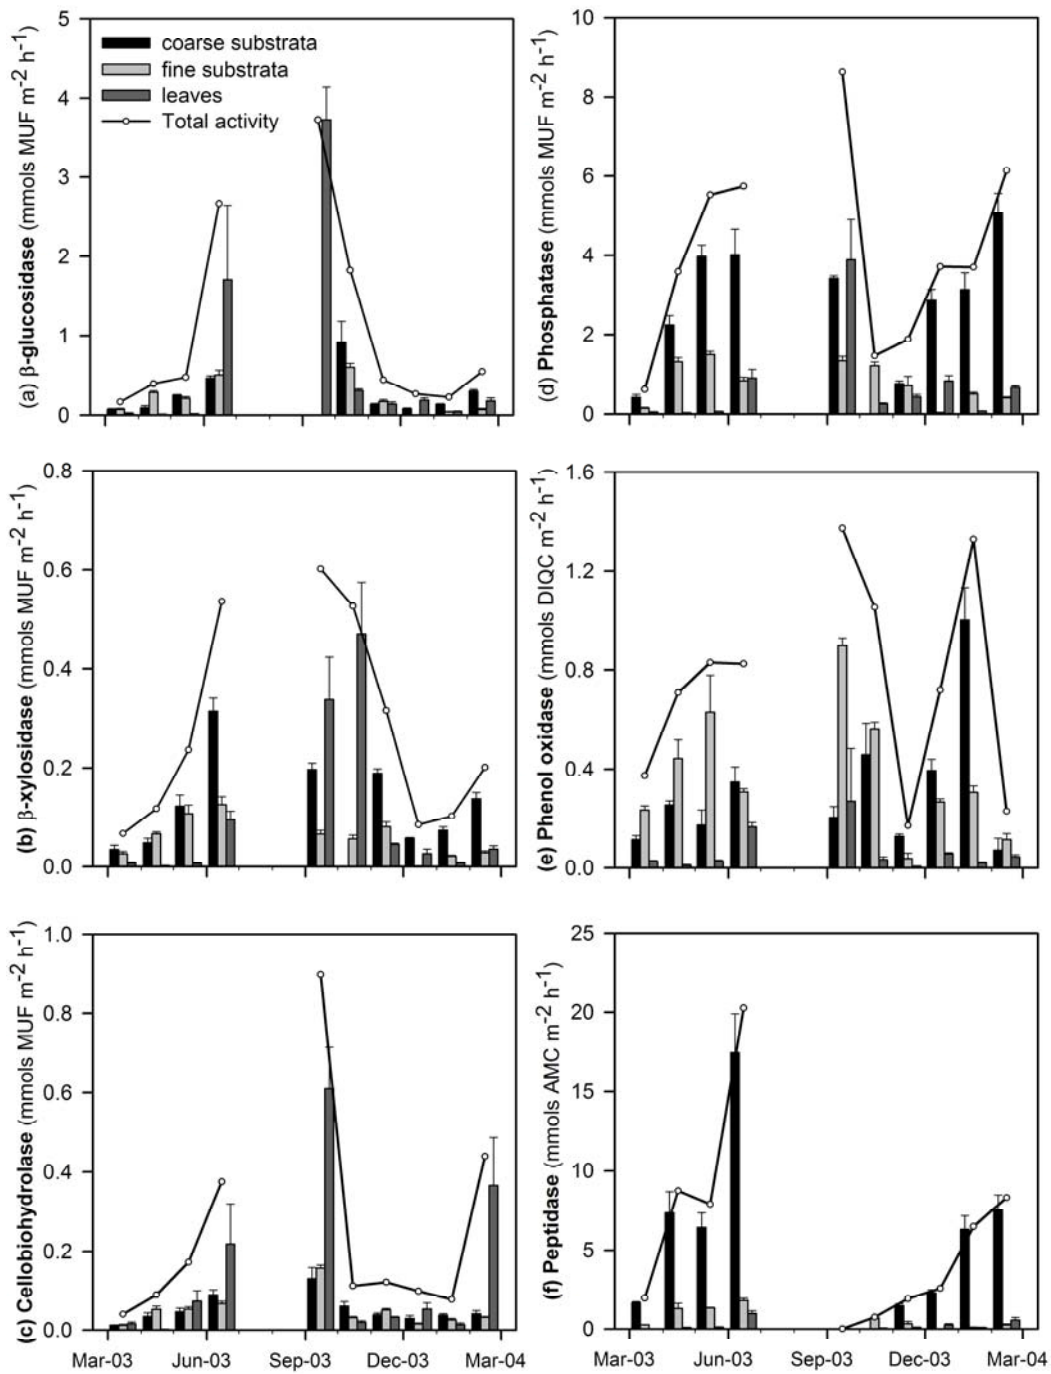 (a) β-glucosidase (mmols MUF m-2 h-1)
5
4
3
2
1
0
coarse substrata
fine substrata
leaves
Total activity
(d) Phosphatase (mmols MUF m-2 h-1)
10
8
6
4
2
0
(b) β-xylosidase (mmols MUF m-2 h-1)
0.8
0.6
0.4
0.2
0.0
(e) Phenol oxidase (mmols DIQC m-2 h-1)
1.6
1.2
0.8
0.4
0.0
(c) Cellobiohydrolase (mmols MUF m-2 h-1)
1.0
0.8
0.6
0.4
0.2
0.0
Mar-03 Jun-03 Sep-03 Dec-03 Mar-04
(f) Peptidase (mmols AMC m-2 h-1)
25
20
15
10
5
0
Mar-03 Jun-03 Sep-03 Dec-03 Mar-04